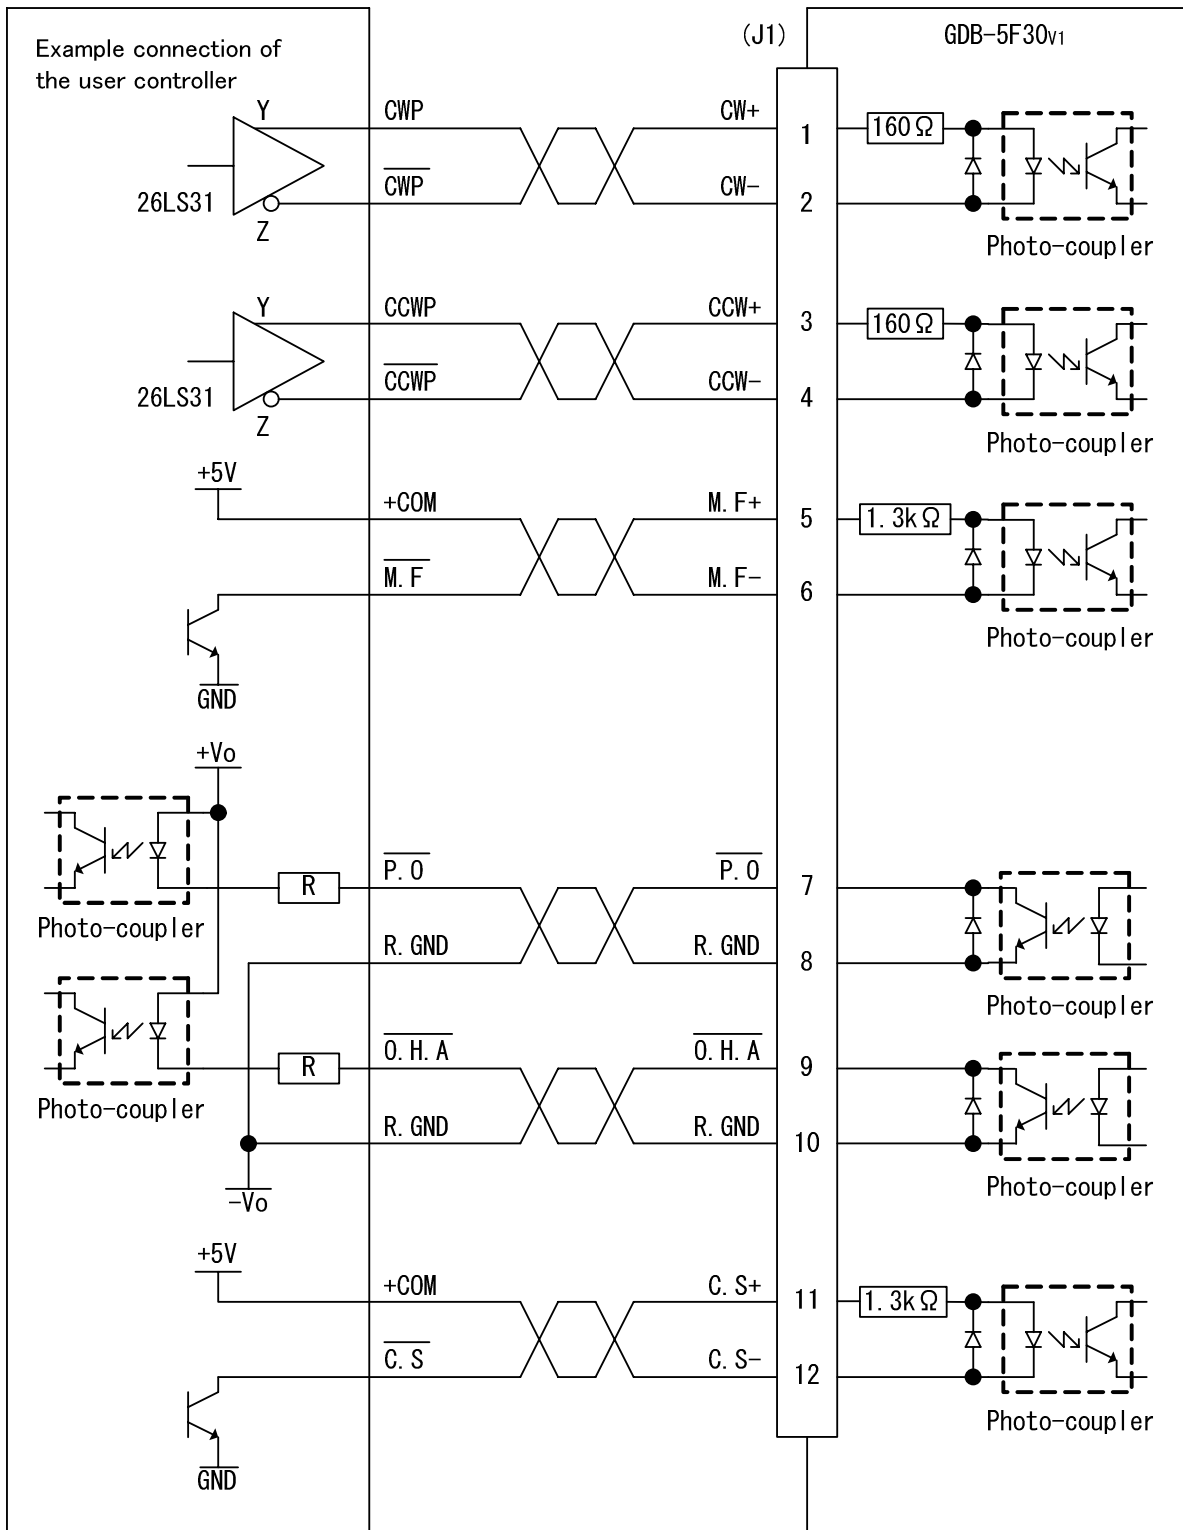 Example connection of
the user controller
(J1)
GDB-5F30V1
Y
CWP
CW+
1
160Ω
CWP
CW-
2
26LS31
Z
Photo-coupler
Y
CCWP
CCW+
3
160Ω
CCWP
CCW-
4
26LS31
Z
Photo-coupler
+5V
+COM
M.F+
5
1.3kΩ
M.F
M.F-
6
Photo-coupler
GND
+Vo
P.O
P.O
7
R
Photo-coupler
R.GND
R.GND
8
Photo-coupler
O.H.A
O.H.A
9
R
Photo-coupler
R.GND
R.GND
10
Photo-coupler
-Vo
+5V
+COM
C.S+
11
1.3kΩ
C.S
C.S-
12
Photo-coupler
GND